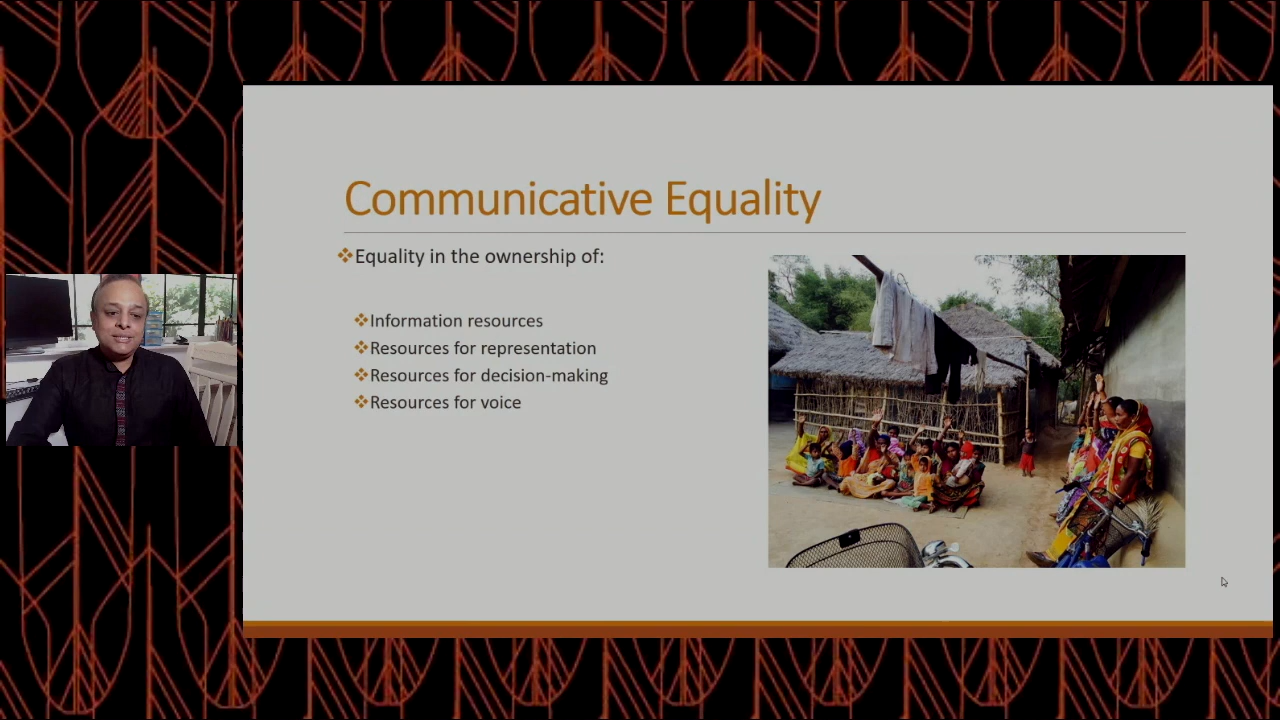 Communicative Equality
❖Equality in the ownership of:
❖Information resources
❖Resources for representation
❖Resources for decision-making
❖Resources for voice